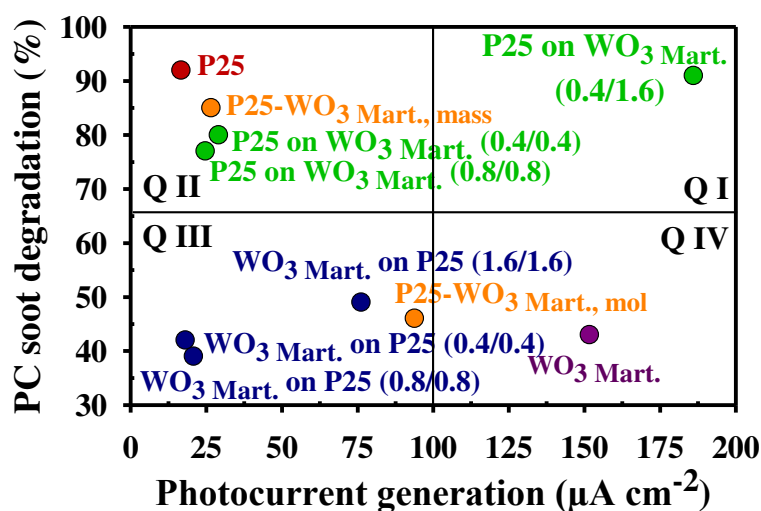 PC soot degradation (%)
100
90
80
70
60
50
40
30
P25
P25-WO3 Mart., mass
P25 on WO3 Mart. (0.4/0.4)
P25 on WO3 Mart. (0.8/0.8)
P25 on WO3 Mart.
(0.4/1.6)
Q II
Q I
Q III
Q IV
WO3 Mart. on P25 (1.6/1.6)
P25-WO3 Mart., mol
WO3 Mart. on P25 (0.4/0.4)
WO3 Mart. on P25 (0.8/0.8)
WO3 Mart.
0 25 50 75 100 125 150 175 200
Photocurrent generation (µA cm-2)